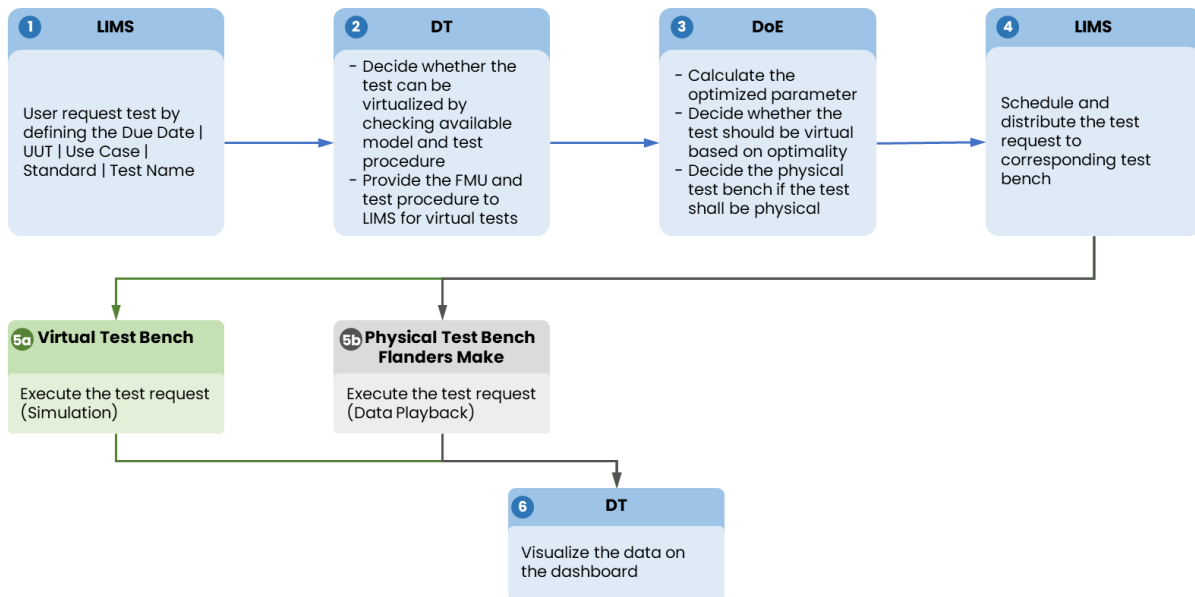 1 LIMS
User request test by
defining the Due Date |
UUT | Use Case |
Standard | Test Name
2 DT
- Decide whether the
test can be
virtualized by
checking available
model and test
procedure
- Provide the FMU and
test procedure to
LIMS for virtual tests
3 DoE
- Calculate the
optimized parameter
- Decide whether the
test should be virtual
based on optimality
- Decide the physical
test bench if the test
shall be physical
4 LIMS
Schedule and
distribute the test
request to
corresponding test
bench
5a Virtual Test Bench
Execute the test request
(Simulation)
5b Physical Test Bench
Flanders Make
Execute the test request
(Data Playback)
6 DT
Visualize the data on
the dashboard